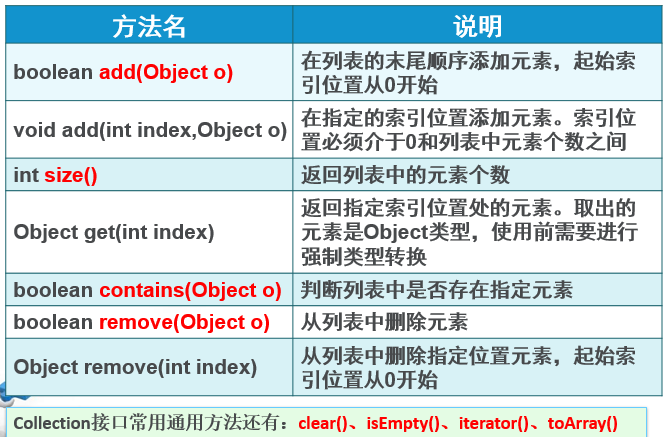 方法名 说明
boolean add(Object o) 在列表的末尾顺序添加元素，起始索
引位置从0开始
void add(int index,Object o) 在指定的索引位置添加元素。索引位
置必须介于0和列表中元素个数之间
int size() 返回列表中的元素个数
Object get(int index) 返回指定索引位置处的元素。取出的
元素是Object类型，使用前需要进行
强制类型转换
boolean contains(Object o) 判断列表中是否存在指定元素
boolean remove(Object o) 从列表中删除元素
Object remove(int index) 从列表中删除指定位置元素，起始索
引位置从0开始
Collection接口常用通用方法还有：clear()、isEmpty()、iterator()、toArray()